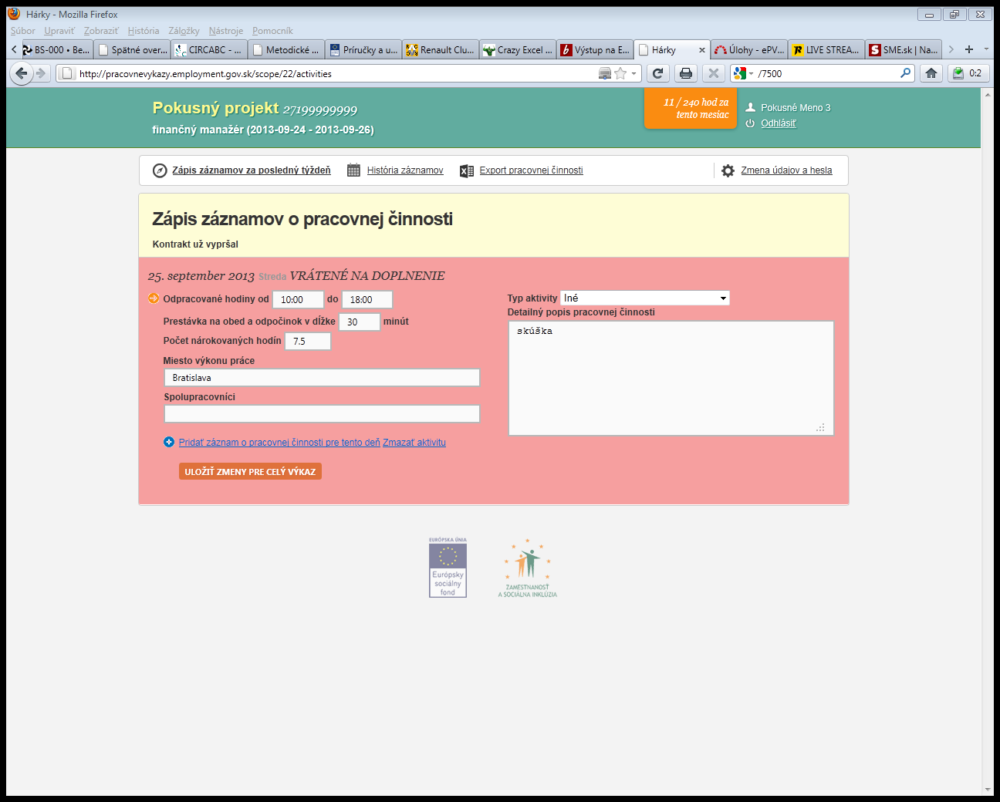 Hárky - Mozilla Firefox
Súbor Upraviť Zobraziť História Záložky Nástroje Pomocník
BS-000 • Be... Spätné over... CIRCABC - ... Metodické ... Príručky a u... Renault Clu... Crazy Excel ... Výstup na E... Hárky Úlohy - ePV... LIVE STREA... SME.sk | Na...
http://pracovnevykazy.employment.gov.sk/scope/22/activities /7500 0:2
Pokusný projekt 27199999999
finančný manažér (2013-09-24 - 2013-09-26)
11 / 240 hod za
tento mesiac
Pokusné Meno 3
Odhlásiť
Zápis záznamov za posledný týždeň História záznamov Export pracovnej činnosti Zmena údajov a hesla
Zápis záznamov o pracovnej činnosti
Kontrakt už vypršal
25. september 2013 Streda VRÁTENÉ NA DOPLNENIE
Odpracované hodiny od 10:00 do 18:00
Prestávka na obed a odpočinok v dĺžke 30 minút
Počet nárokovaných hodín 7.5
Miesto výkonu práce
Bratislava
Spolupracovníci
Typ aktivity Iné
Detailný popis pracovnej činnosti
skúška
Pridať záznam o pracovnej činnosti pre tento deň Zmazať aktivitu
ULOŽIŤ ZMENY PRE CELÝ VÝKAZ
EURÓPSKA ÚNIA
Európsky
sociálny
fond
ZAMESTNANOSŤ
A SOCIÁLNA INKLÚZIA